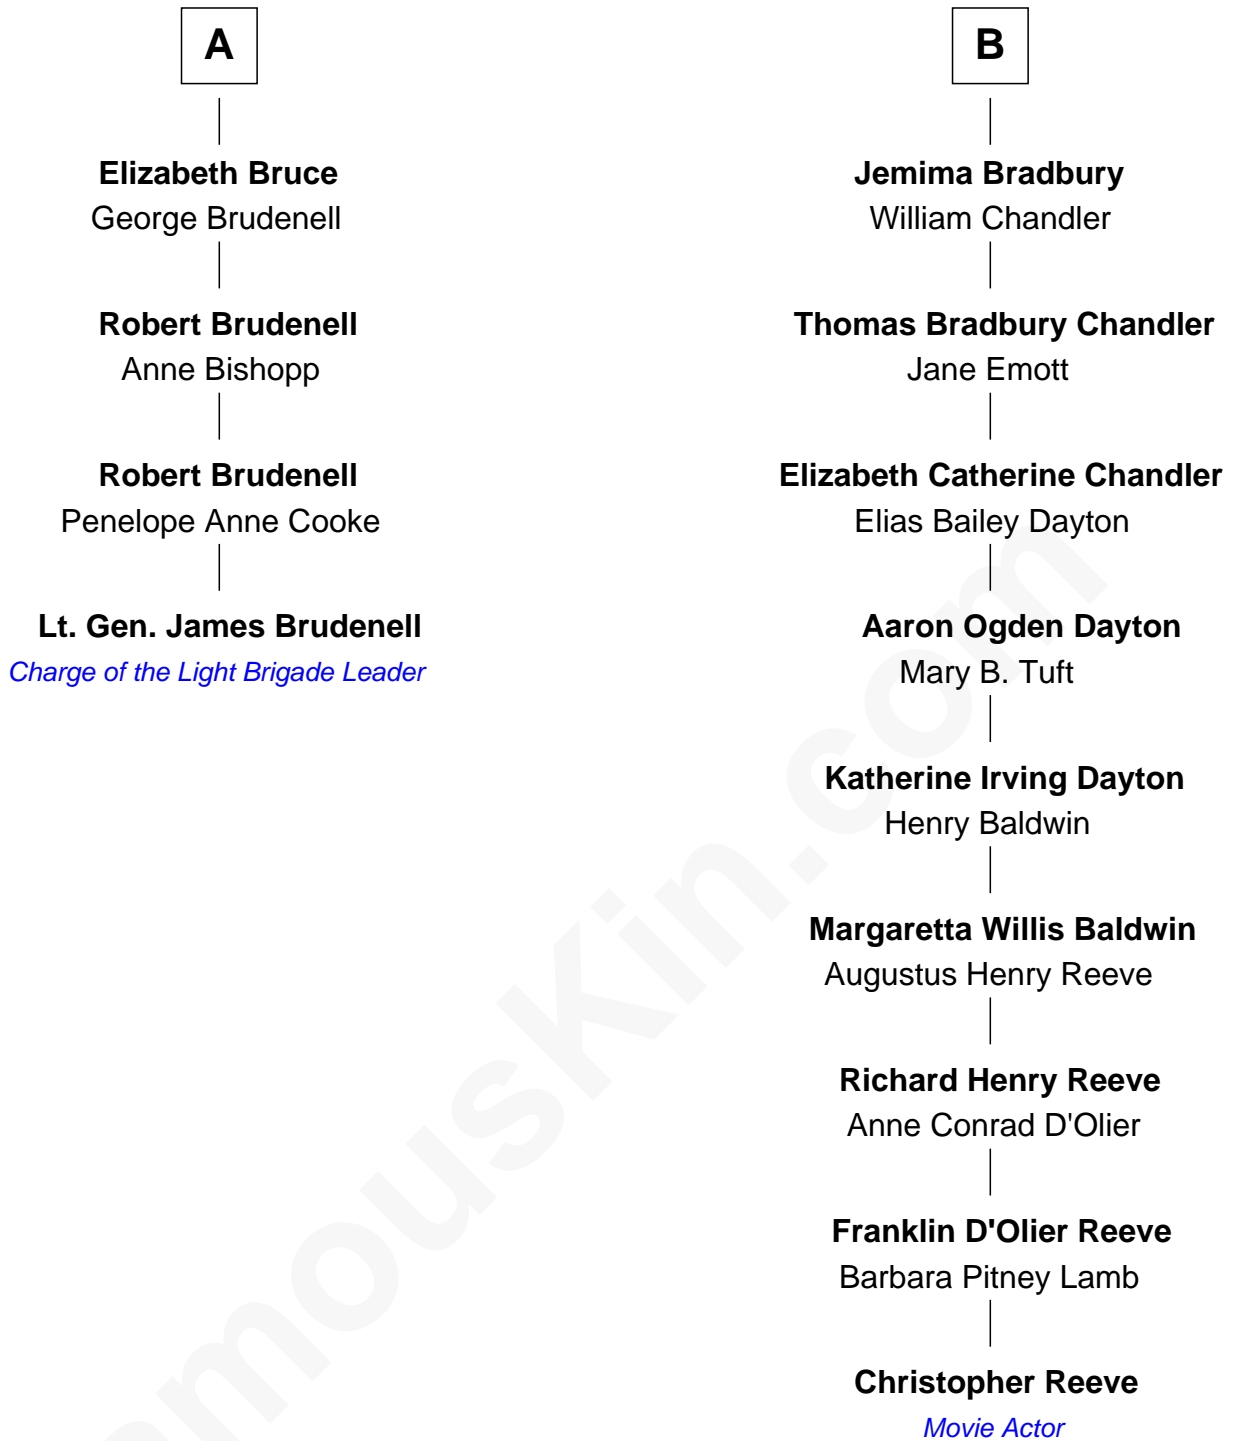 A
Elizabeth Bruce
George Brudenell
Robert Brudenell
Anne Bishopp
Robert Brudenell
Penelope Anne Cooke
Lt. Gen. James Brudenell
Charge of the Light Brigade Leader
B
Jemima Bradbury
William Chandler
Thomas Bradbury Chandler
Jane Emott
Elizabeth Catherine Chandler
Elias Bailey Dayton
Aaron Ogden Dayton
Mary B. Tuft
Katherine Irving Dayton
Henry Baldwin
Margaretta Willis Baldwin
Augustus Henry Reeve
Richard Henry Reeve
Anne Conrad D'Olier
Franklin D'Olier Reeve
Barbara Pitney Lamb
Christopher Reeve
Movie Actor
amousKin.com